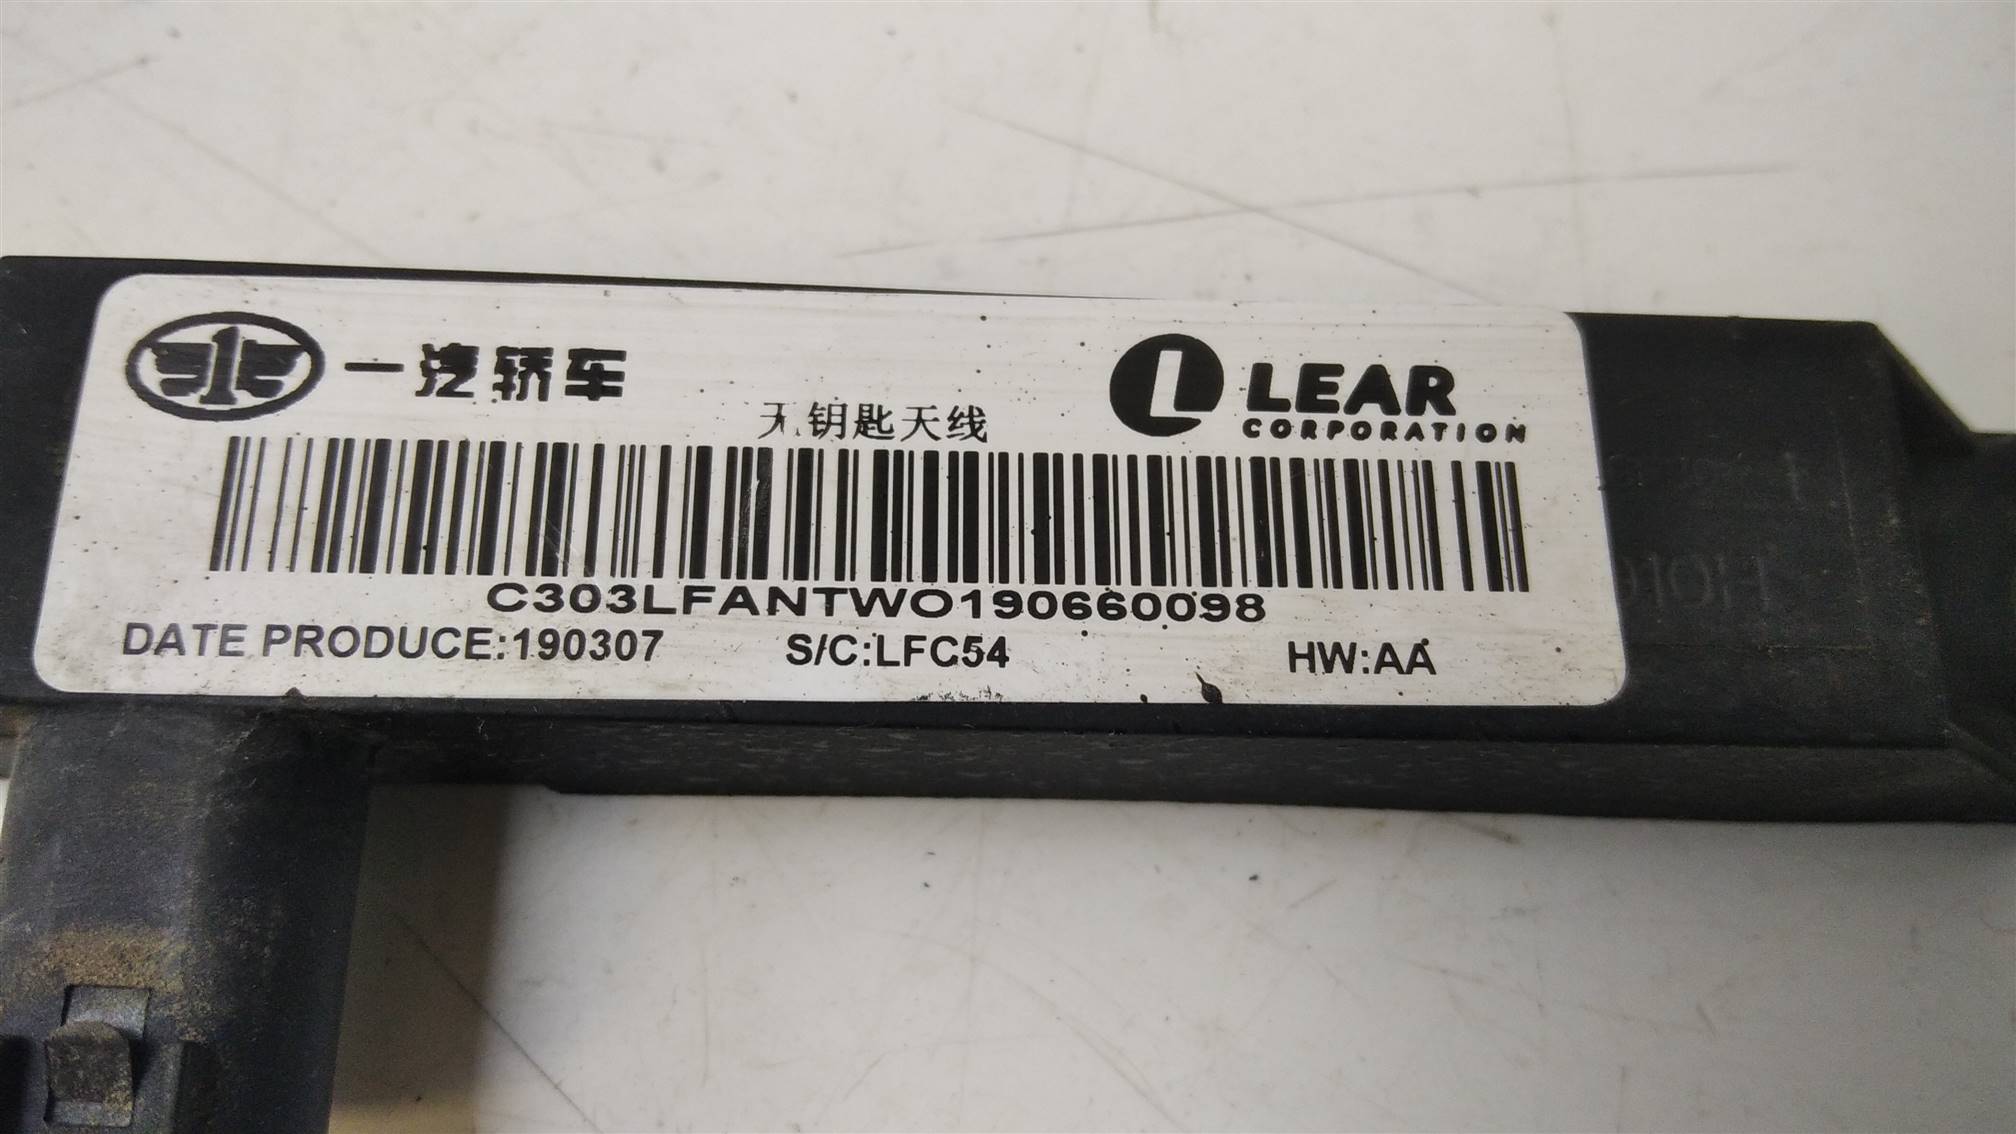 一汽轿车
LEAR
CORPORATION
无钥匙天线
C303LFANTWO190660098
DATE PRODUCE:190307 S/C:LFC54 HW:AA